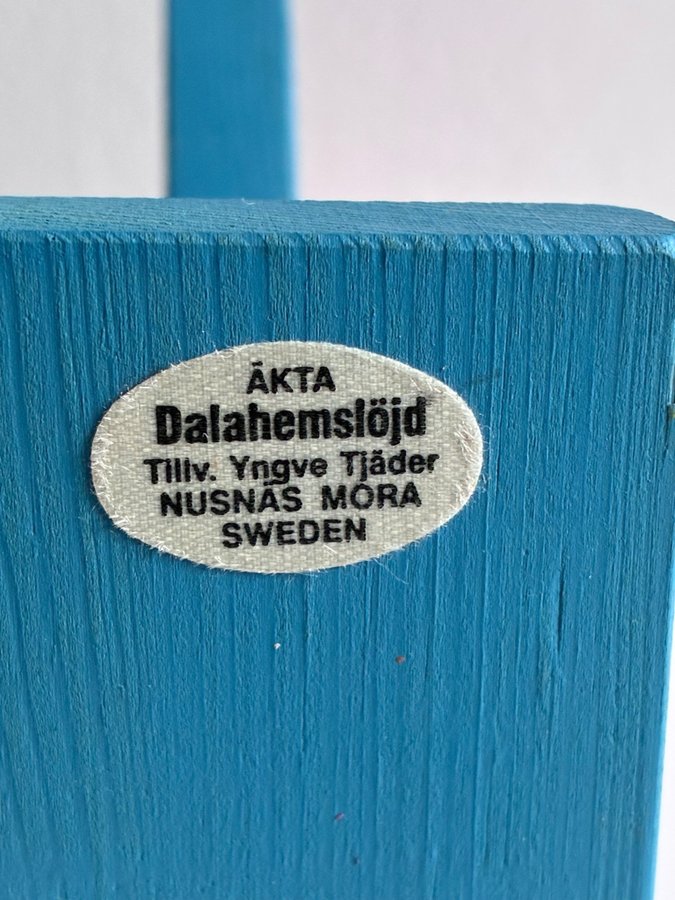 ÄKTA
Dalahemslöjd
Tillv. Yngve Tjäder
NUSNÄS MORA
SWEDEN